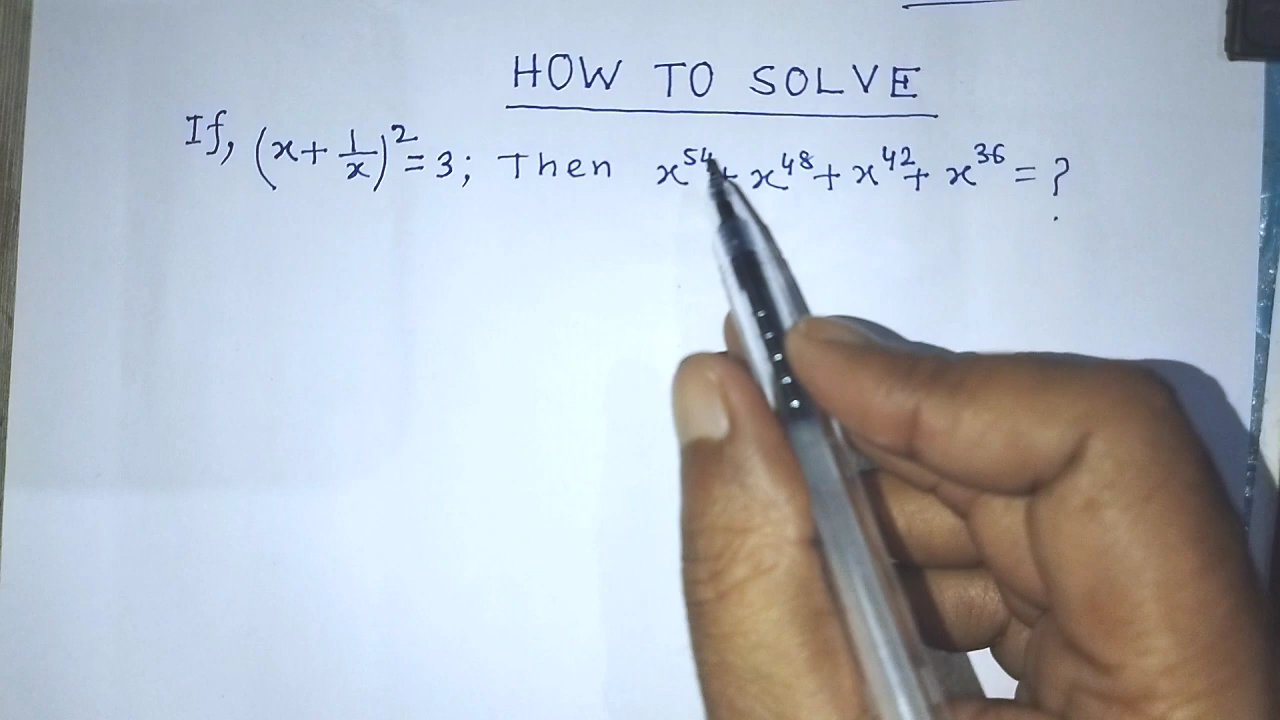 HOW TO SOLVE
If, (x + 1/x)² = 3; Then x⁵⁴ + x⁴⁸ + x⁴² + x³⁶ = ?